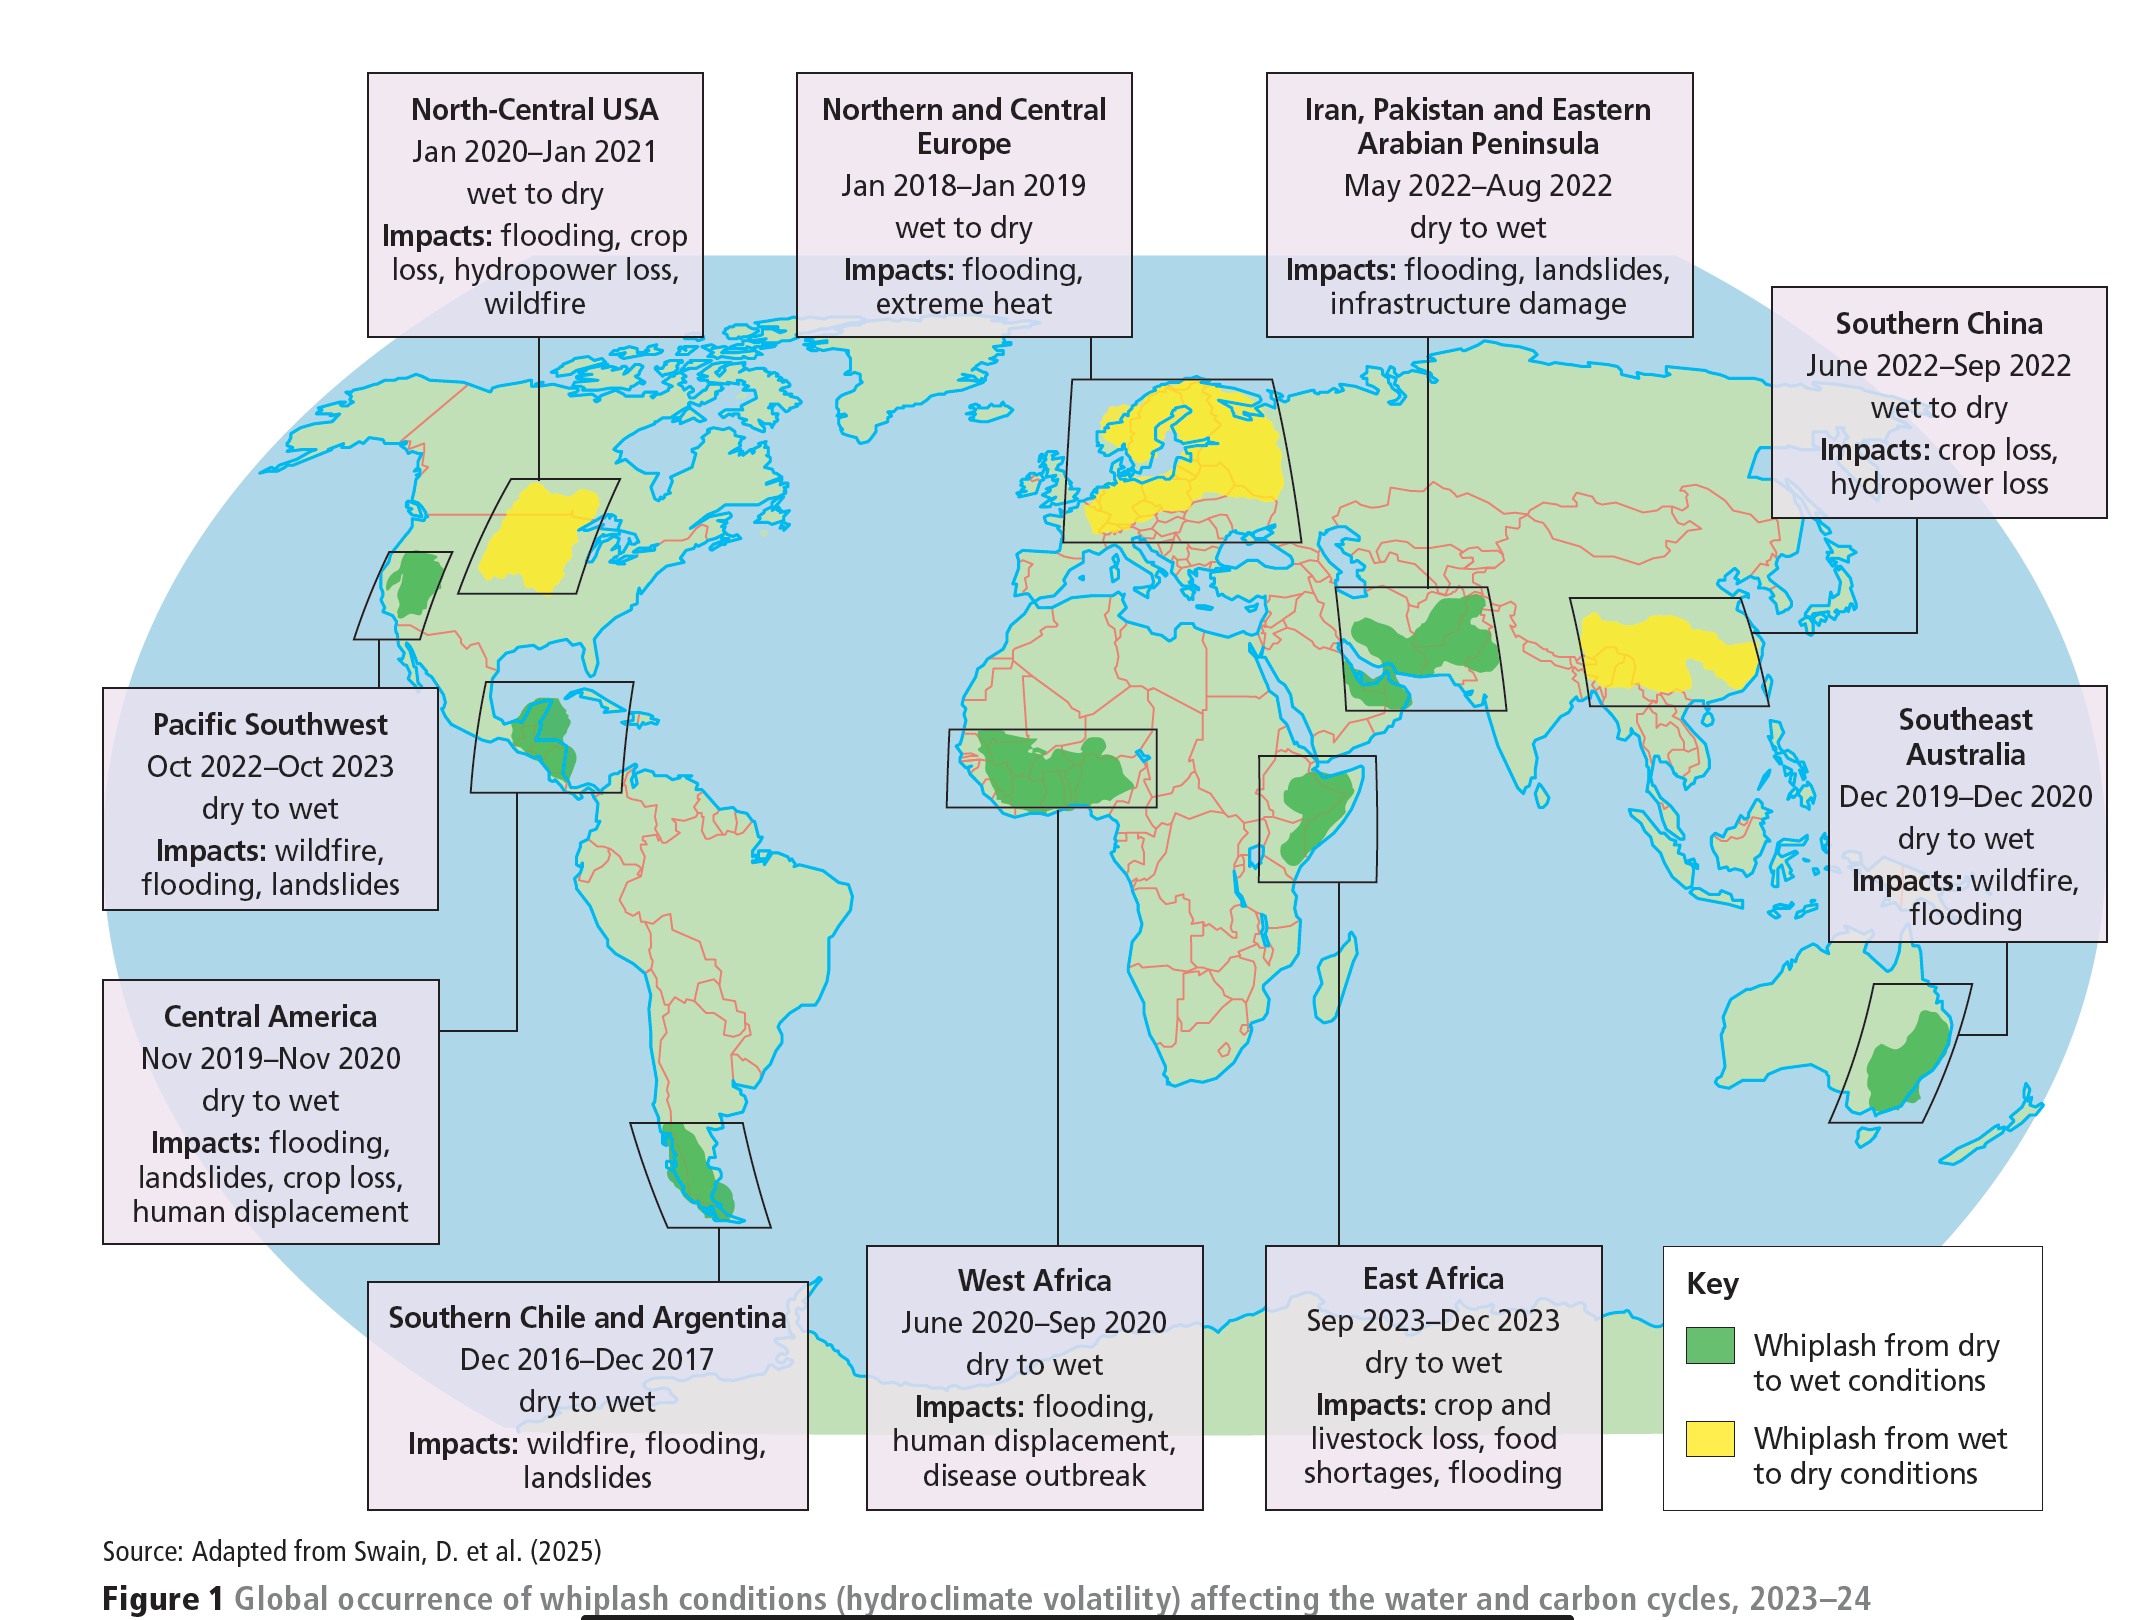 North-Central USA
Jan 2020–Jan 2021
wet to dry
Impacts: flooding, crop
loss, hydropower loss,
wildfire
Northern and Central
Europe
Jan 2018–Jan 2019
wet to dry
Impacts: flooding,
extreme heat
Iran, Pakistan and Eastern
Arabian Peninsula
May 2022–Aug 2022
dry to wet
Impacts: flooding, landslides,
infrastructure damage
Southern China
June 2022–Sep 2022
wet to dry
Impacts: crop loss,
hydropower loss
Pacific Southwest
Oct 2022–Oct 2023
dry to wet
Impacts: wildfire,
flooding, landslides
Southeast
Australia
Dec 2019–Dec 2020
dry to wet
Impacts: wildfire,
flooding
Central America
Nov 2019–Nov 2020
dry to wet
Impacts: flooding,
landslides, crop loss,
human displacement
Southern Chile and Argentina
Dec 2016–Dec 2017
dry to wet
Impacts: wildfire, flooding,
landslides
West Africa
June 2020–Sep 2020
dry to wet
Impacts: flooding,
human displacement,
disease outbreak
East Africa
Sep 2023–Dec 2023
dry to wet
Impacts: crop and
livestock loss, food
shortages, flooding
Key
Whiplash from dry
to wet conditions
Whiplash from wet
to dry conditions
Source: Adapted from Swain, D. et al. (2025)
Figure 1 Global occurrence of whiplash conditions (hydroclimate volatility) affecting the water and carbon cycles, 2023–24